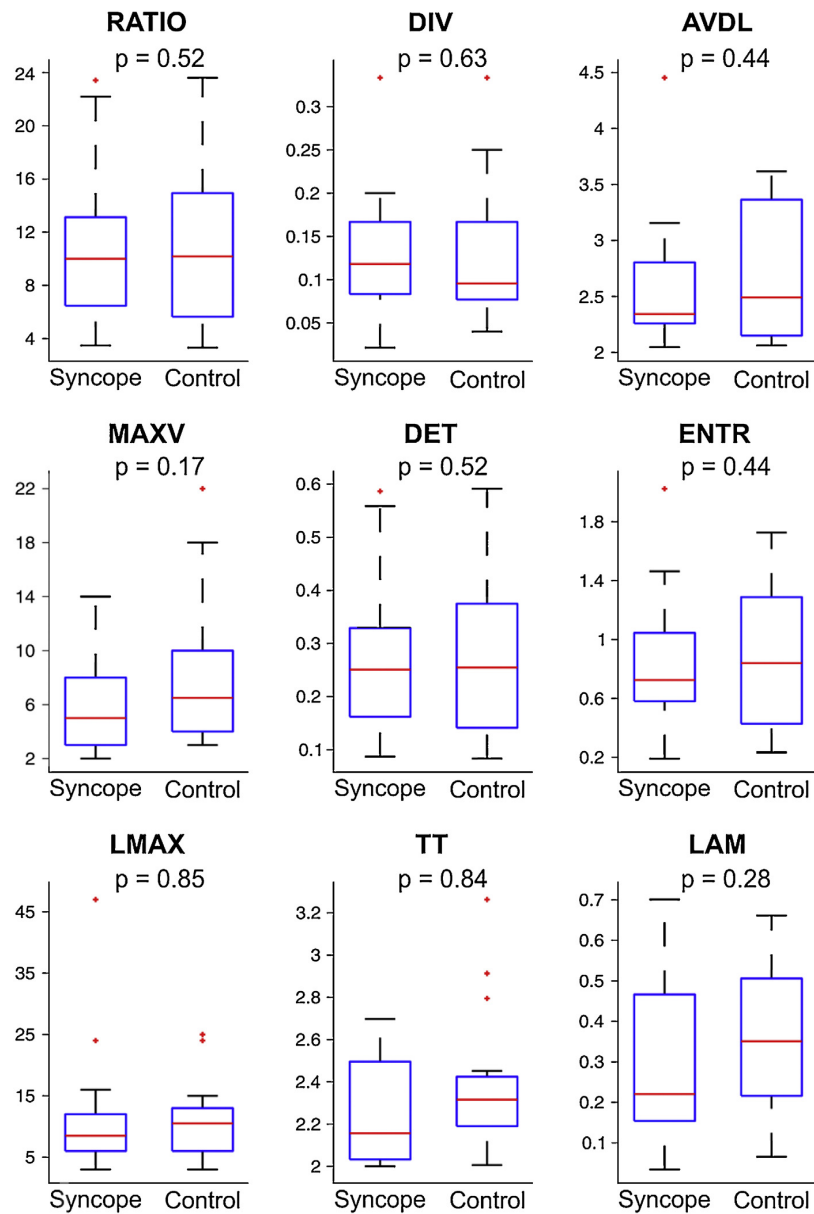 RATIO
p = 0.52
24
20
16
12
8
4
Syncope Control
DIV
p = 0.63
0.3
0.25
0.2
0.15
0.1
0.05
Syncope Control
AVDL
p = 0.44
4.5
4
3.5
3
2.5
2
Syncope Control
MAXV
p = 0.17
22
18
14
10
6
2
Syncope Control
DET
p = 0.52
0.6
0.5
0.4
0.3
0.2
0.1
Syncope Control
ENTR
p = 0.44
1.8
1.4
1
0.6
0.2
Syncope Control
LMAX
p = 0.85
45
35
25
15
5
Syncope Control
TT
p = 0.84
3.2
3
2.8
2.6
2.4
2.2
2
Syncope Control
LAM
p = 0.28
0.7
0.6
0.5
0.4
0.3
0.2
0.1
Syncope Control